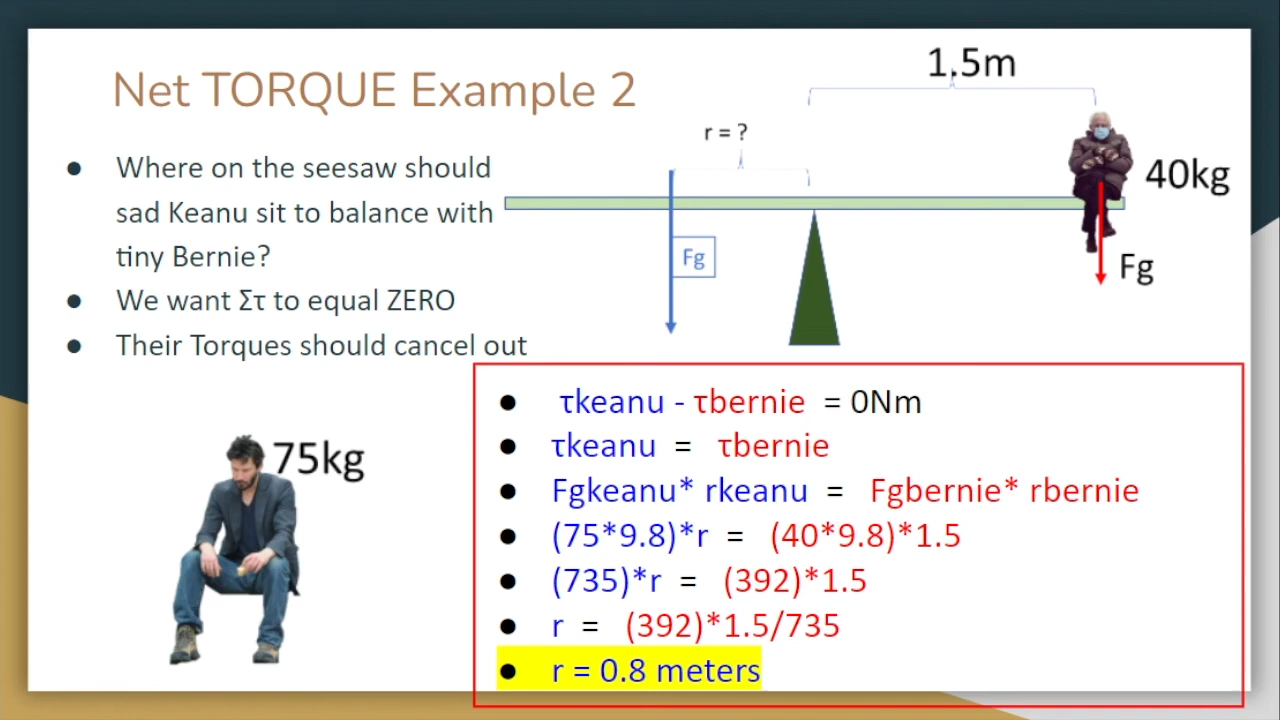 Net TORQUE Example 2
● Where on the seesaw should
sad Keanu sit to balance with
tiny Bernie?
● We want Στ to equal ZERO
● Their Torques should cancel out
1.5m
r = ?
40kg
Fg
Fg
75kg
● τkeanu - τbernie = 0Nm
● τkeanu = τbernie
● Fgkeanu* rkeanu = Fgbernie* rbernie
● (75*9.8)*r = (40*9.8)*1.5
● (735)*r = (392)*1.5
● r = (392)*1.5/735
● r = 0.8 meters